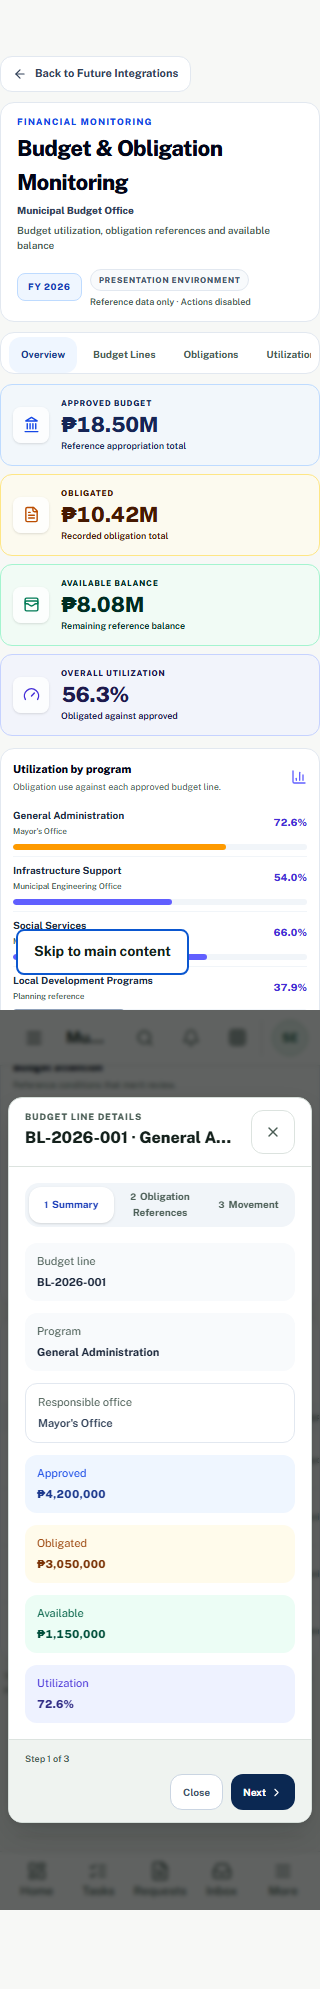 Back to Future Integrations
FINANCIAL MONITORING
Budget & Obligation
Monitoring
Municipal Budget Office
Budget utilization, obligation references and available
balance
FY 2026
PRESENTATION ENVIRONMENT
Reference data only · Actions disabled
Overview
Budget Lines
Obligations
Utilization
APPROVED BUDGET
₱18.50M
Reference appropriation total
OBLIGATED
₱10.42M
Recorded obligation total
AVAILABLE BALANCE
₱8.08M
Remaining reference balance
OVERALL UTILIZATION
56.3%
Obligated against approved
Utilization by program
Obligation use against each approved budget line.
General Administration
72.6%
Mayor's Office
Infrastructure Support
54.0%
Municipal Engineering Office
Social Services
66.0%
Skip to main content
Local Development Programs
37.9%
Planning reference
Mu...
BUDGET LINE DETAILS
BL-2026-001 · General A...
1 Summary
2 Obligation
References
3 Movement
Budget line
BL-2026-001
Program
General Administration
Responsible office
Mayor's Office
Approved
₱4,200,000
Obligated
₱3,050,000
Available
₱1,150,000
Utilization
72.6%
Step 1 of 3
Close
Next
Home
Tasks
Requests
Inbox
More